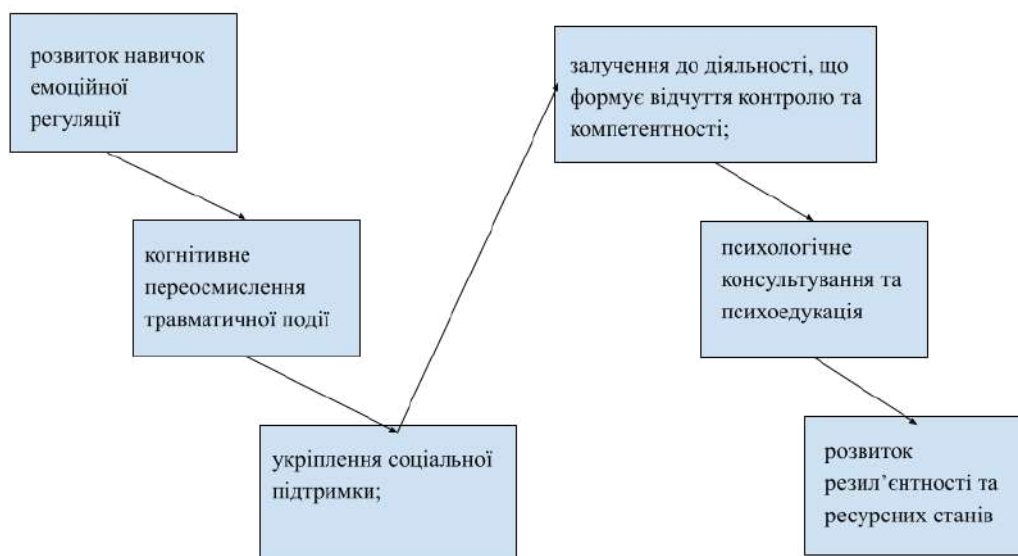 розвиток навичок
емоційної
регуляції
когнітивне
переосмислення
травматичної події
укріплення соціальної
підтримки;
залучення до діяльності, що
формує відчуття контролю та
компетентності;
психологічне
консультування та
психоедукація
розвиток
резил’єнтності та
ресурсних станів